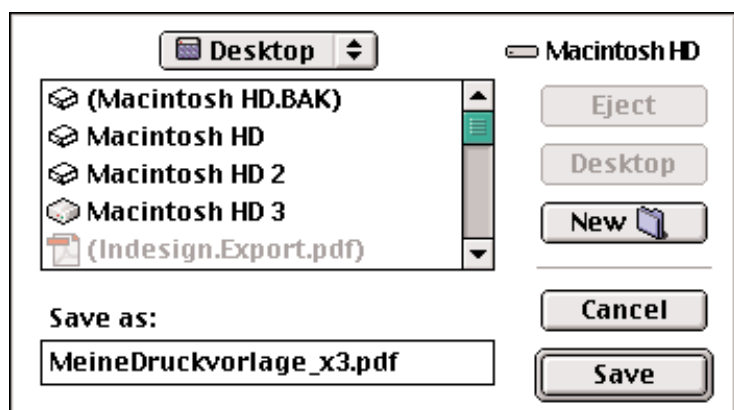 Desktop
Macintosh HD
(Macintosh HD.BAK)
Macintosh HD
Macintosh HD 2
Macintosh HD 3
(Indesign.Export.pdf)
Eject
Desktop
New
Save as:
MeineDruckvorlage_x3.pdf
Cancel
Save